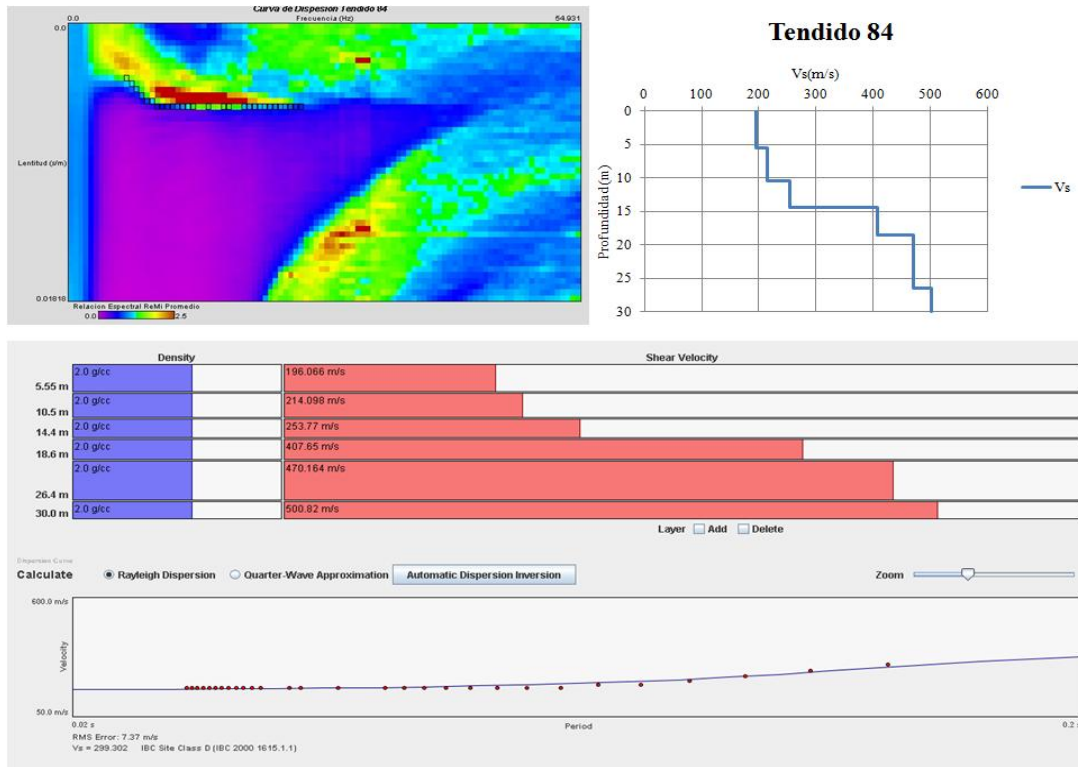 Curva de Dispesión Tendido 84
0.0
Frecuencia (Hz)
54.931
0.0
Lentitud (s/m)
0.01818
Relacion Espectral ReMi Promedio
0.0
2.5
Tendido 84
Vs(m/s)
0 100 200 300 400 500 600
0
5
10
15
20
25
30
Profundidad (m)
Vs
Density
Shear Velocity
2.0 g/cc
196.066 m/s
5.55 m
2.0 g/cc
214.098 m/s
10.5 m
2.0 g/cc
253.77 m/s
14.4 m
2.0 g/cc
407.65 m/s
18.6 m
2.0 g/cc
470.164 m/s
26.4 m
2.0 g/cc
500.82 m/s
30.0 m
Layer Add Delete
Dispersion Curve
Calculate Rayleigh Dispersion Quarter-Wave Approximation Automatic Dispersion Inversion Zoom
600.0 m/s
Velocity
50.0 m/s
0.02 s
Period
0.2 s
RMS Error: 7.37 m/s
Vs = 299.302 IBC Site Class D (IBC 2000 1615.1.1)